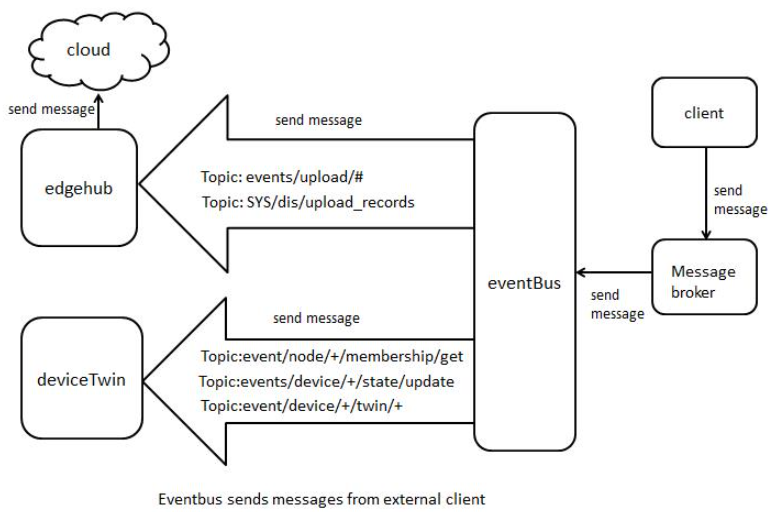 cloud
send message
edgehub
send message
Topic: events/upload/#
Topic: SYS/dis/upload_records
client
send
message
Message
broker
send
message
eventBus
send message
Topic:event/node/+/membership/get
Topic:events/device/+/state/update
Topic:event/device/+/twin/+
deviceTwin
Eventbus sends messages from external client